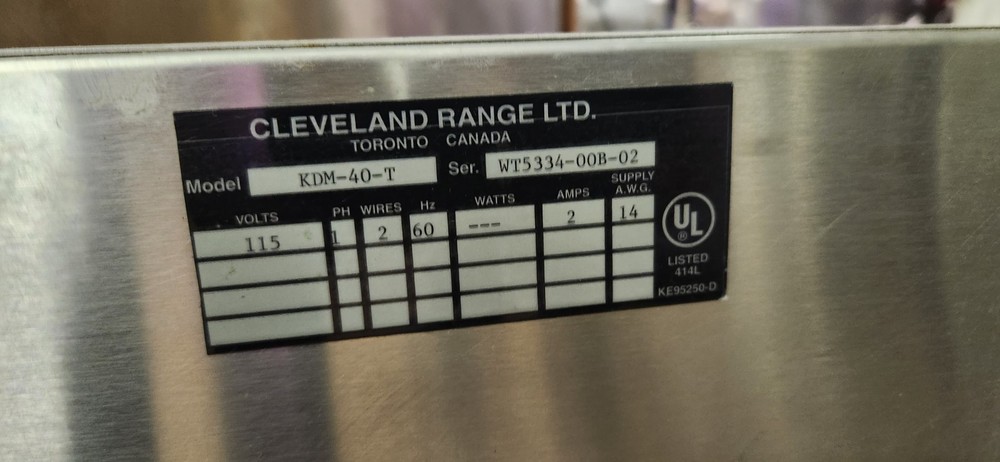 CLEVELAND RANGE LTD.
TORONTO CANADA
Model KDM-40-T Ser. WT5334-00B-02
VOLTS PH WIRES Hz WATTS AMPS SUPPLY A.W.G.
115 1 2 60 --- 2 14
UL
®
LISTED
414L
KE95250-D